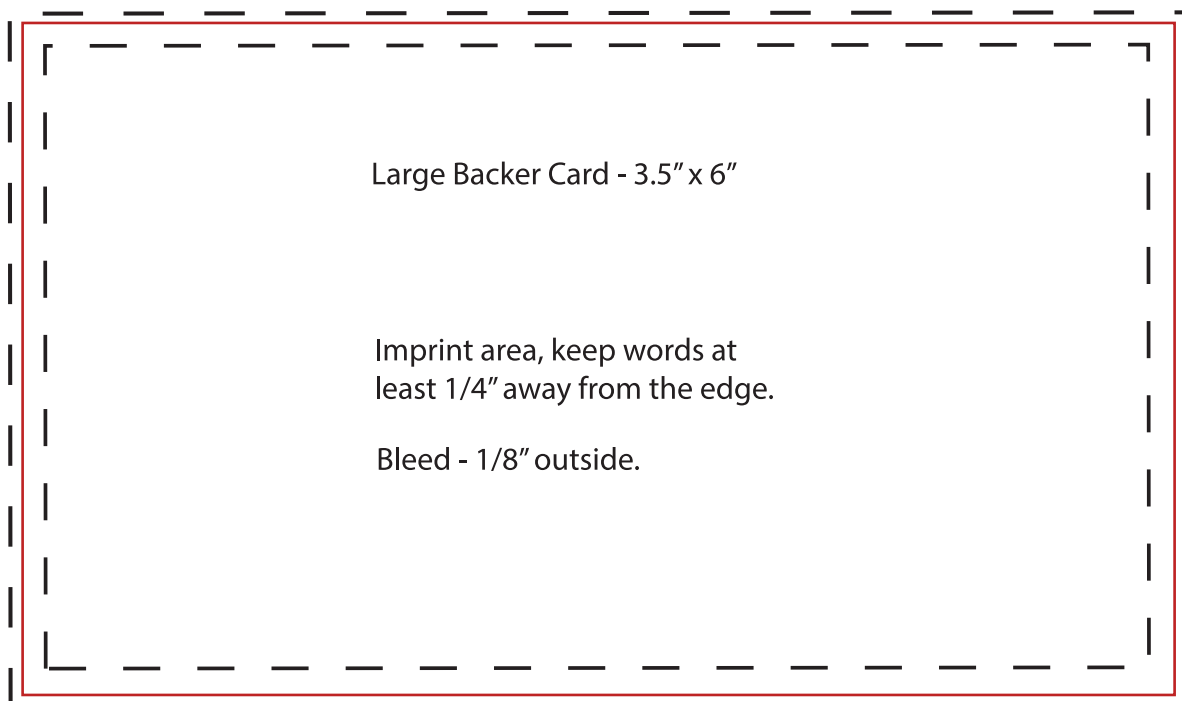 Large Backer Card - 3.5” x 6”
Imprint area, keep words at
least 1/4” away from the edge.
Bleed - 1/8” outside.